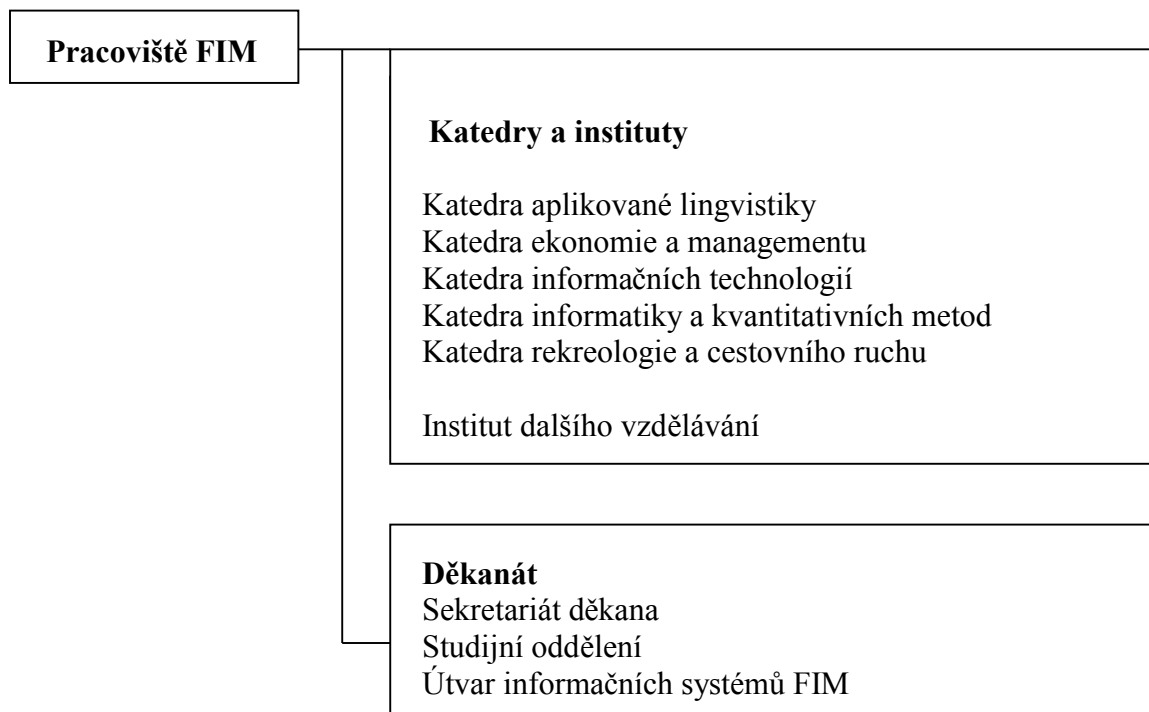 Pracoviště FIM
Katedry a instituty
Katedra aplikované lingvistiky
Katedra ekonomie a managementu
Katedra informačních technologií
Katedra informatiky a kvantitativních metod
Katedra rekreologie a cestovního ruchu
Institut dalšího vzdělávání
Děkanát
Sekretariát děkana
Studijní oddělení
Útvar informačních systémů FIM